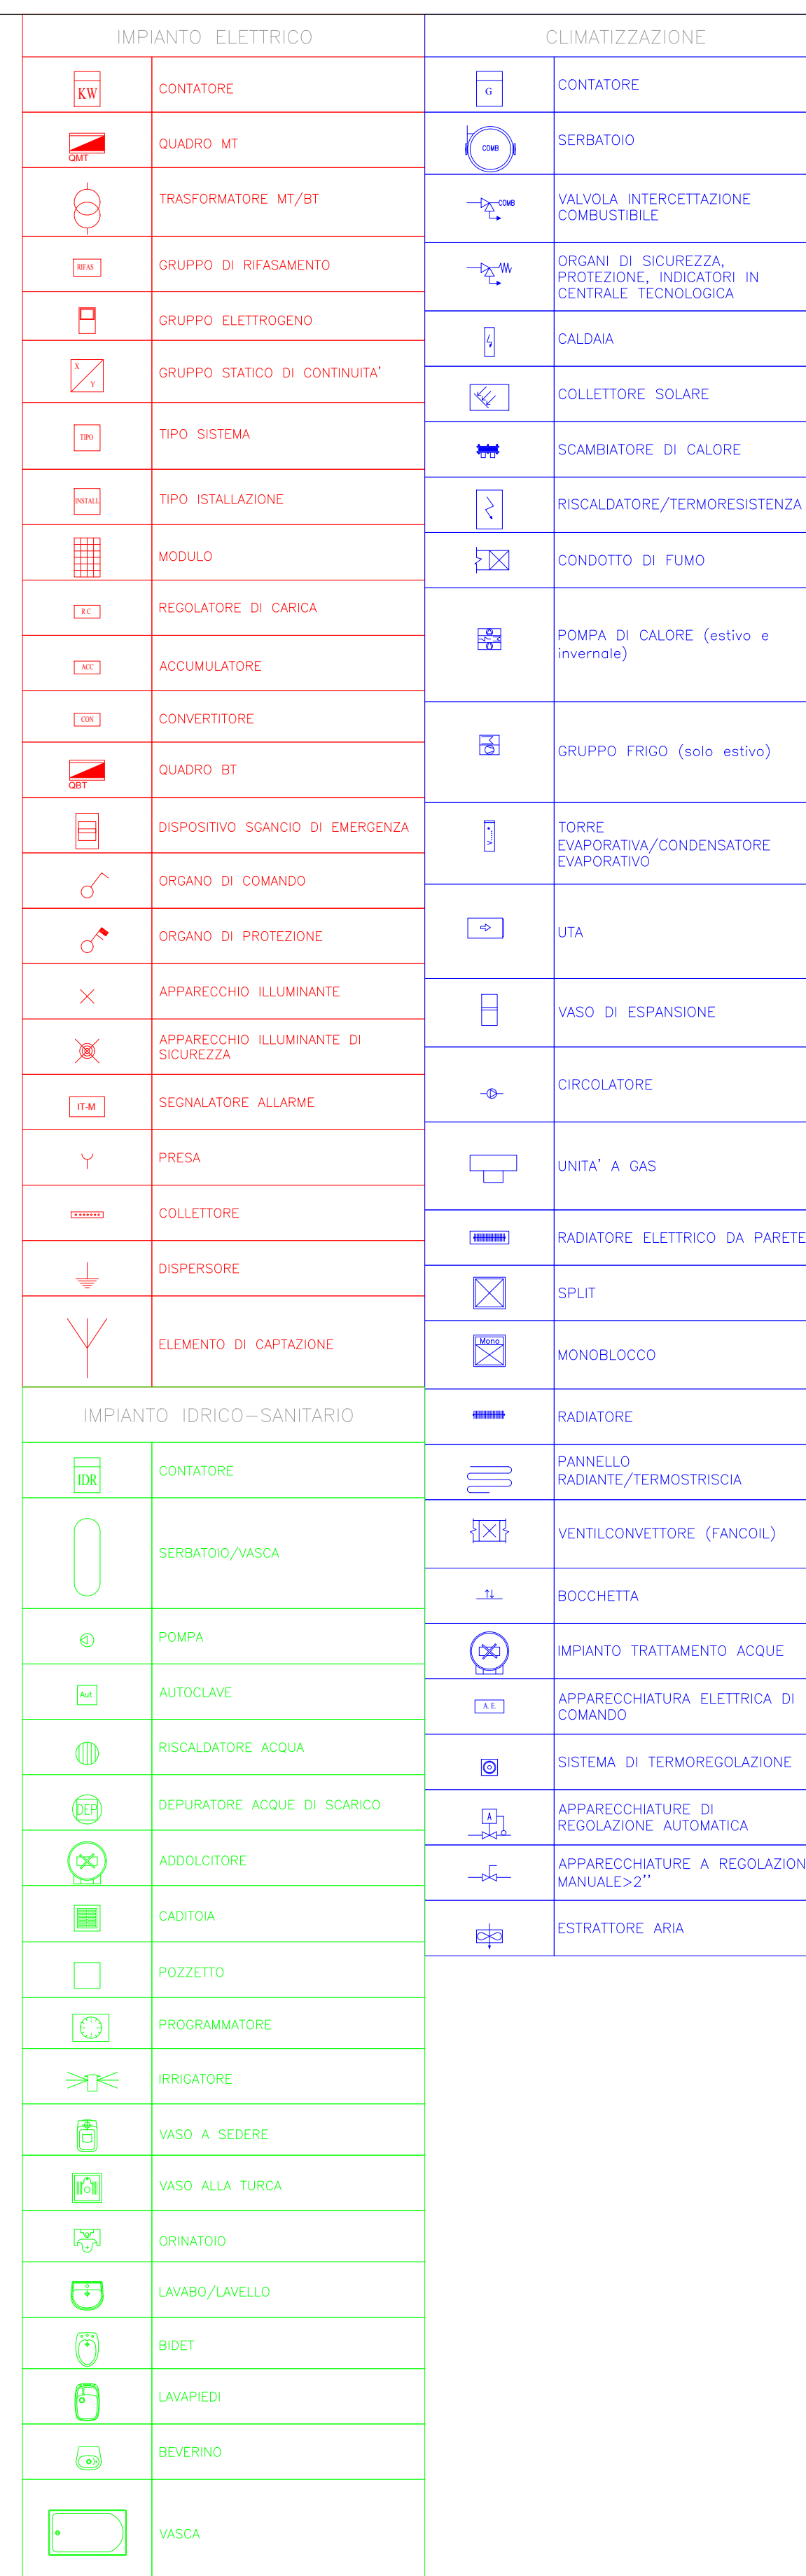 IMPIANTO ELETTRICO
KW
CONTATORE
QMT
QUADRO MT
TRASFORMATORE MT/BT
RIFAS
GRUPPO DI RIFASAMENTO
GRUPPO ELETTROGENO
X
Y
GRUPPO STATICO DI CONTINUITA'
TIPO
TIPO SISTEMA
INSTALL
TIPO ISTALLAZIONE
MODULO
R C
REGOLATORE DI CARICA
ACC
ACCUMULATORE
CON
CONVERTITORE
QBT
QUADRO BT
DISPOSITIVO SGANCIO DI EMERGENZA
ORGANO DI COMANDO
ORGANO DI PROTEZIONE
APPARECCHIO ILLUMINANTE
APPARECCHIO ILLUMINANTE DI
SICUREZZA
IT-M
SEGNALATORE ALLARME
PRESA
COLLETTORE
DISPERSORE
ELEMENTO DI CAPTAZIONE
IMPIANTO IDRICO-SANITARIO
IDR
CONTATORE
SERBATOIO/VASCA
POMPA
Aut
AUTOCLAVE
RISCALDATORE ACQUA
DEP
DEPURATORE ACQUE DI SCARICO
ADDOLCITORE
CADITOIA
POZZETTO
PROGRAMMATORE
IRRIGATORE
VASO A SEDERE
VASO ALLA TURCA
ORINATOIO
LAVABO/LAVELLO
BIDET
LAVAPIEDI
BEVERINO
VASCA
CLIMATIZZAZIONE
G
CONTATORE
COMB
SERBATOIO
COMB
VALVOLA INTERCETTAZIONE
COMBUSTIBILE
ORGANI DI SICUREZZA,
PROTEZIONE, INDICATORI IN
CENTRALE TECNOLOGICA
CALDAIA
COLLETTORE SOLARE
SCAMBIATORE DI CALORE
RISCALDATORE/TERMORESISTENZA
CONDOTTO DI FUMO
POMPA DI CALORE (estivo e
invernale)
GRUPPO FRIGO (solo estivo)
TORRE
EVAPORATIVA/CONDENSATORE
EVAPORATIVO
UTA
VASO DI ESPANSIONE
CIRCOLATORE
UNITA' A GAS
RADIATORE ELETTRICO DA PARETE
SPLIT
Mono
MONOBLOCCO
RADIATORE
PANNELLO
RADIANTE/TERMOSTRISCIA
VENTILCONVETTORE (FANCOIL)
BOCCHETTA
IMPIANTO TRATTAMENTO ACQUE
A. E.
APPARECCHIATURA ELETTRICA DI
COMANDO
SISTEMA DI TERMOREGOLAZIONE
A
APPARECCHIATURE DI
REGOLAZIONE AUTOMATICA
APPARECCHIATURE A REGOLAZION
MANUALE>2''
ESTRATTORE ARIA